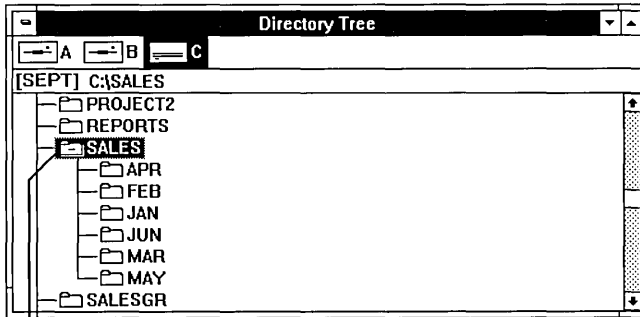 Directory Tree
A B C
[SEPT] C:\SALES
PROJECT2
REPORTS
SALES
APR
FEB
JAN
JUN
MAR
MAY
SALESGR